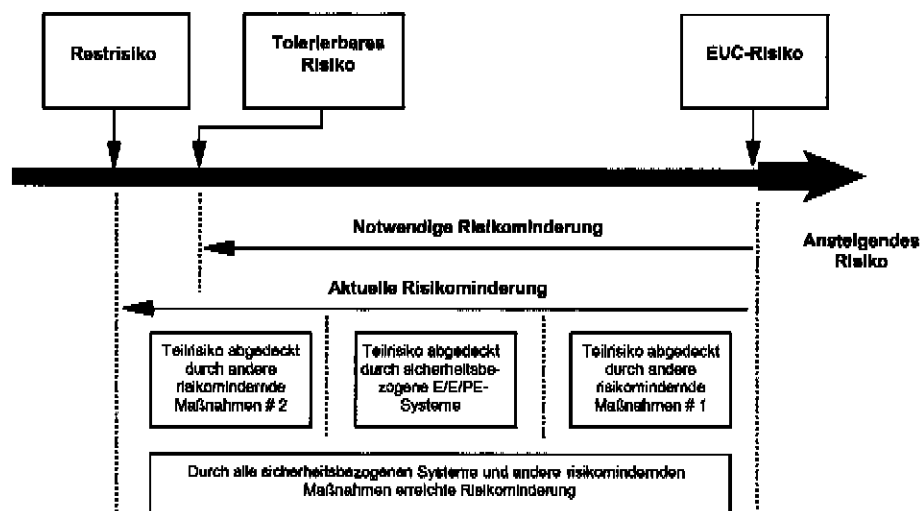 Restrisiko
Tolerierbares
Risiko
EUC-Risiko
Notwendige Risikominderung
Ansteigendes
Risiko
Aktuelle Risikominderung
Teilrisiko abgedeckt
durch andere
risikomindernde
Maßnahmen # 2
Teilrisiko abgedeckt
durch sicherheitsbe-
zogene E/E/PE-
Systeme
Teilrisiko abgedeckt
durch andere
risikomindernde
Maßnahmen # 1
Durch alle sicherheitsbezogenen Systeme und andere risikomindernden
Maßnahmen erreichte Risikominderung